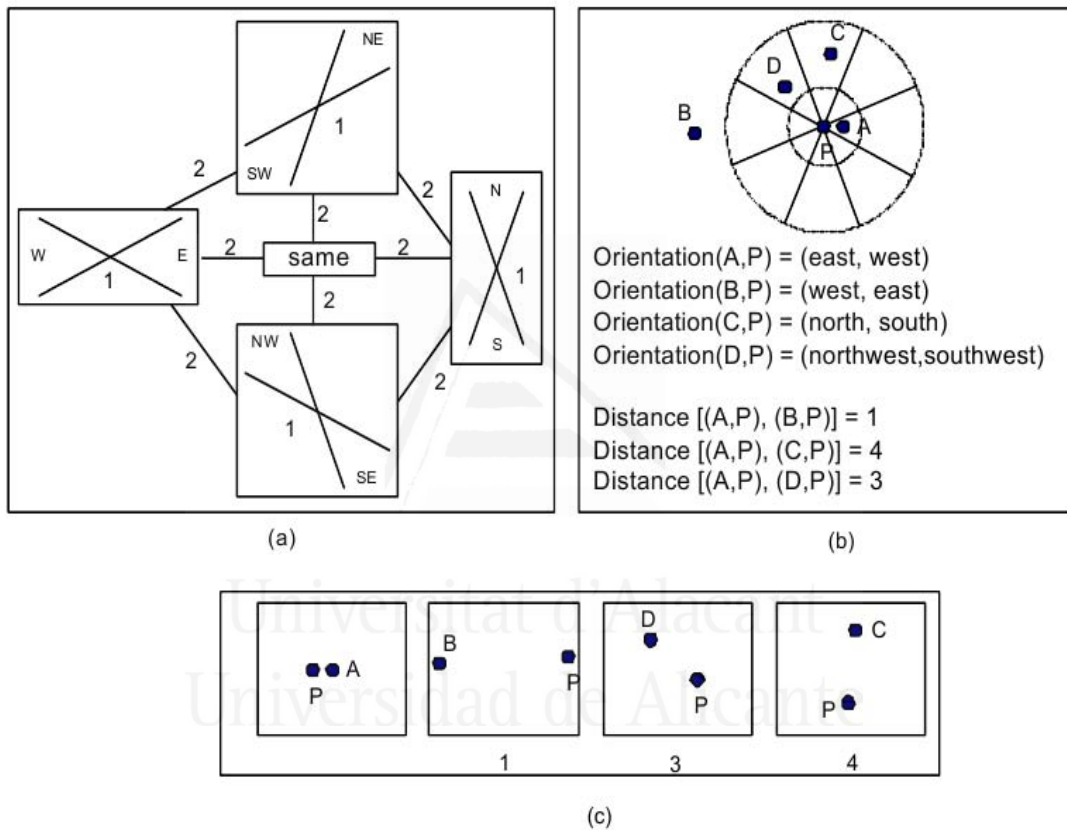 NE
1
SW
2
2
2
W
E
1
2
same
2
N
1
S
2
2
2
NW
1
SE
(a)
C
D
B
A
P
Orientation(A,P) = (east, west)
Orientation(B,P) = (west, east)
Orientation(C,P) = (north, south)
Orientation(D,P) = (northwest,southwest)
Distance [(A,P), (B,P)] = 1
Distance [(A,P), (C,P)] = 4
Distance [(A,P), (D,P)] = 3
(b)
Universitat d'Alacant
Universidad de Alicante
A
P
B
P
D
P
C
P
1
3
4
(c)